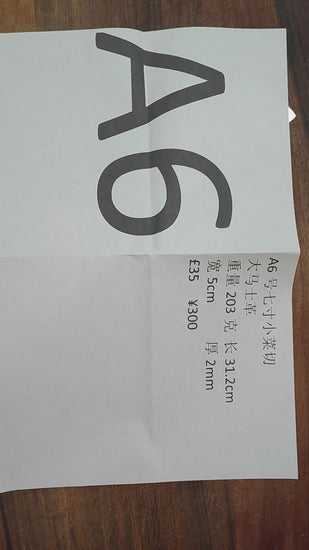 A6
A6 号七寸小菜切
大马士革
重量 203 克 长 31.2cm
宽 5cm 厚 2mm
£35 ¥300